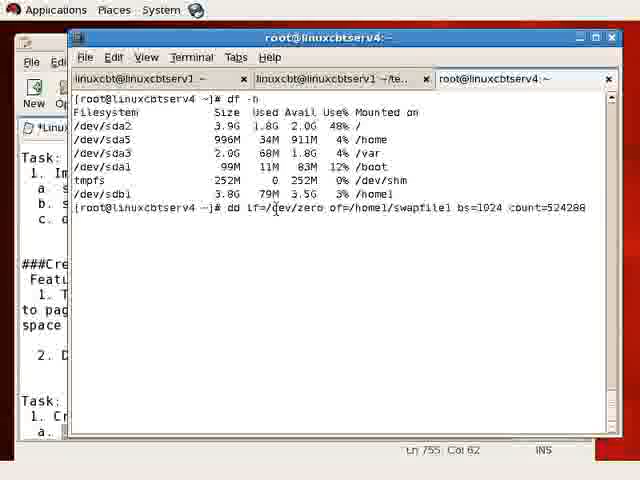 Applications Places System
root@linuxcbtserv4:~
File Edit View Terminal Tabs Help
linuxcbt@linuxcbtserv1 ~
linuxcbt@linuxcbtserv1 ~/te...
root@linuxcbtserv4:~
[root@linuxcbtserv4 ~]# df -h
Filesystem Size Used Avail Use% Mounted on
/dev/sda2 3.9G 1.8G 2.0G 48% /
/dev/sda5 996M 34M 911M 4% /home
/dev/sda3 2.0G 68M 1.8G 4% /var
/dev/sda1 99M 11M 83M 12% /boot
tmpfs 252M 0 252M 0% /dev/shm
/dev/sdb1 3.8G 79M 3.5G 3% /home1
[root@linuxcbtserv4 ~]# dd if=/dev/zero of=/home1/swapfile1 bs=1024 count=524288
File Ed
New Op
*Linu
Task:
1. Im
a. s
b. s
c. d
###Cre
Featu
1. T
to pag
space
2. D
Task:
1. Cr
a.
Ln 755, Col 62 INS